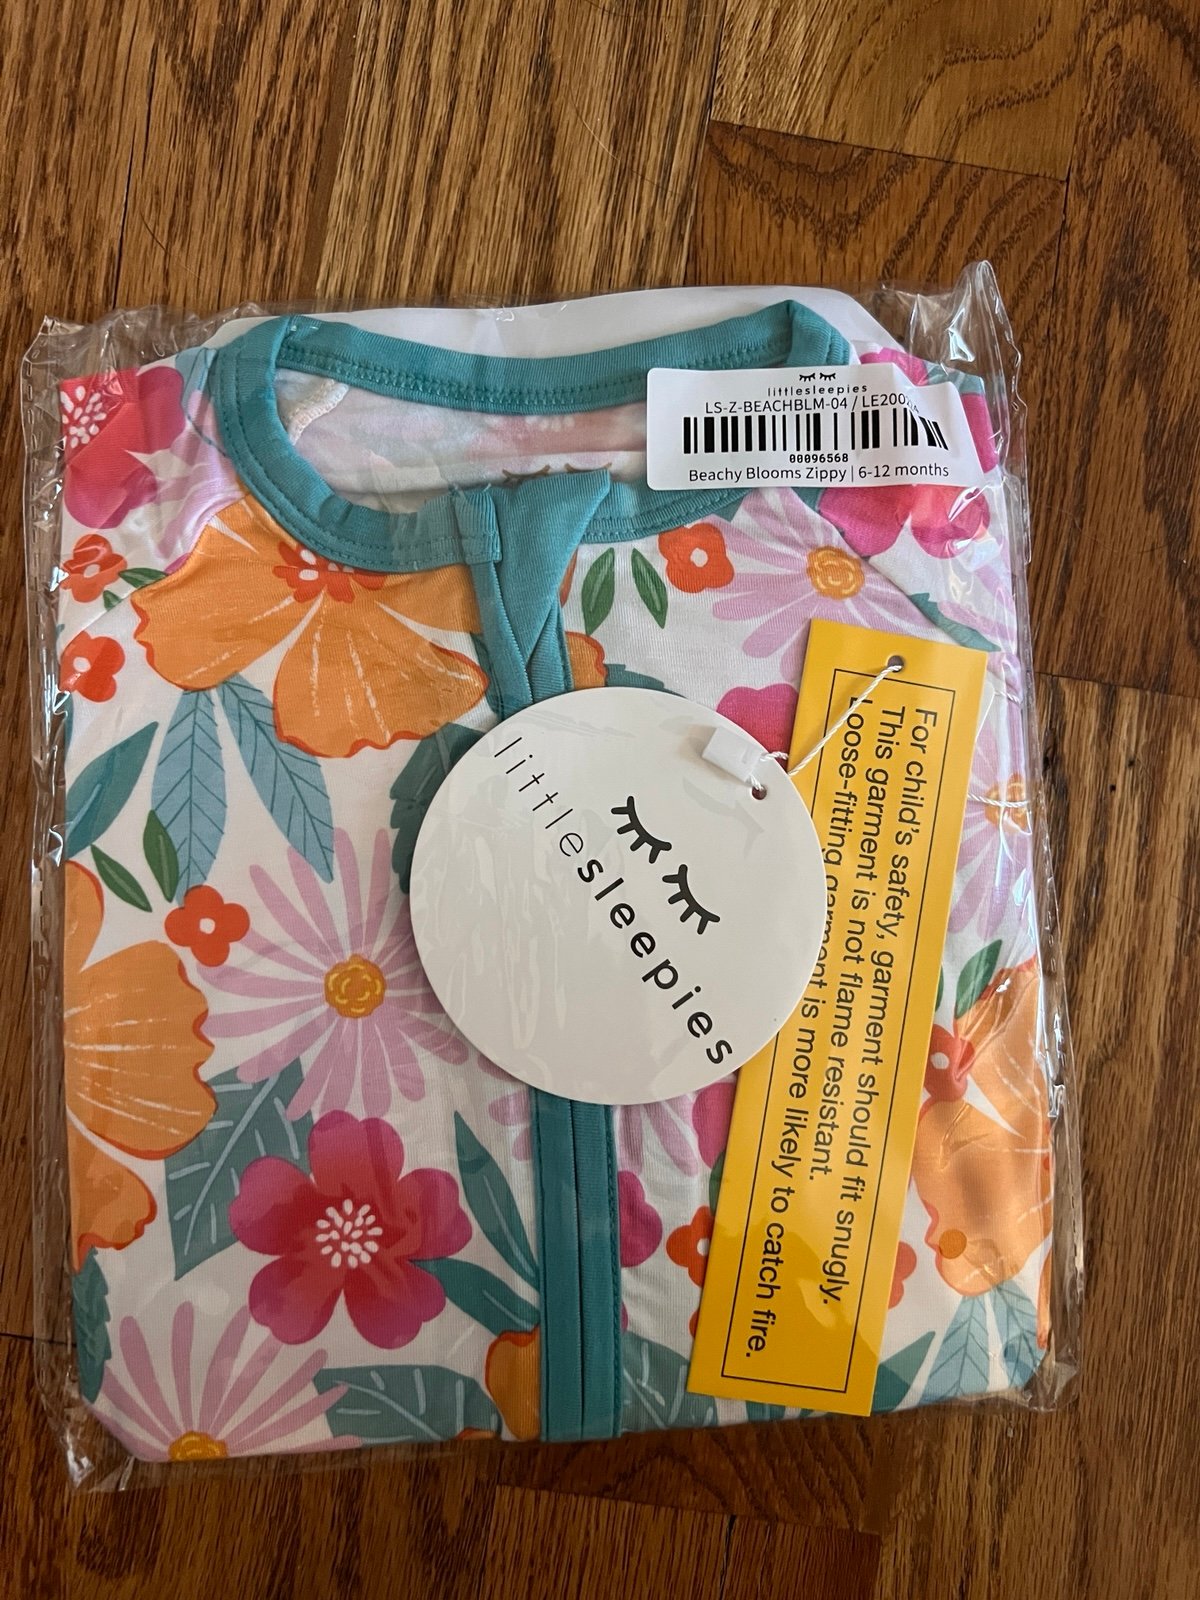 littlesleepies
LS-Z-BEACHBLM-04 /
00096568
Beachy Blooms Zippy | 6-12 months
littlesleepies
For child's safety, garment should fit snugly.
This garment is not flame resistant.
Loose-fitting garment is more likely to catch fire.